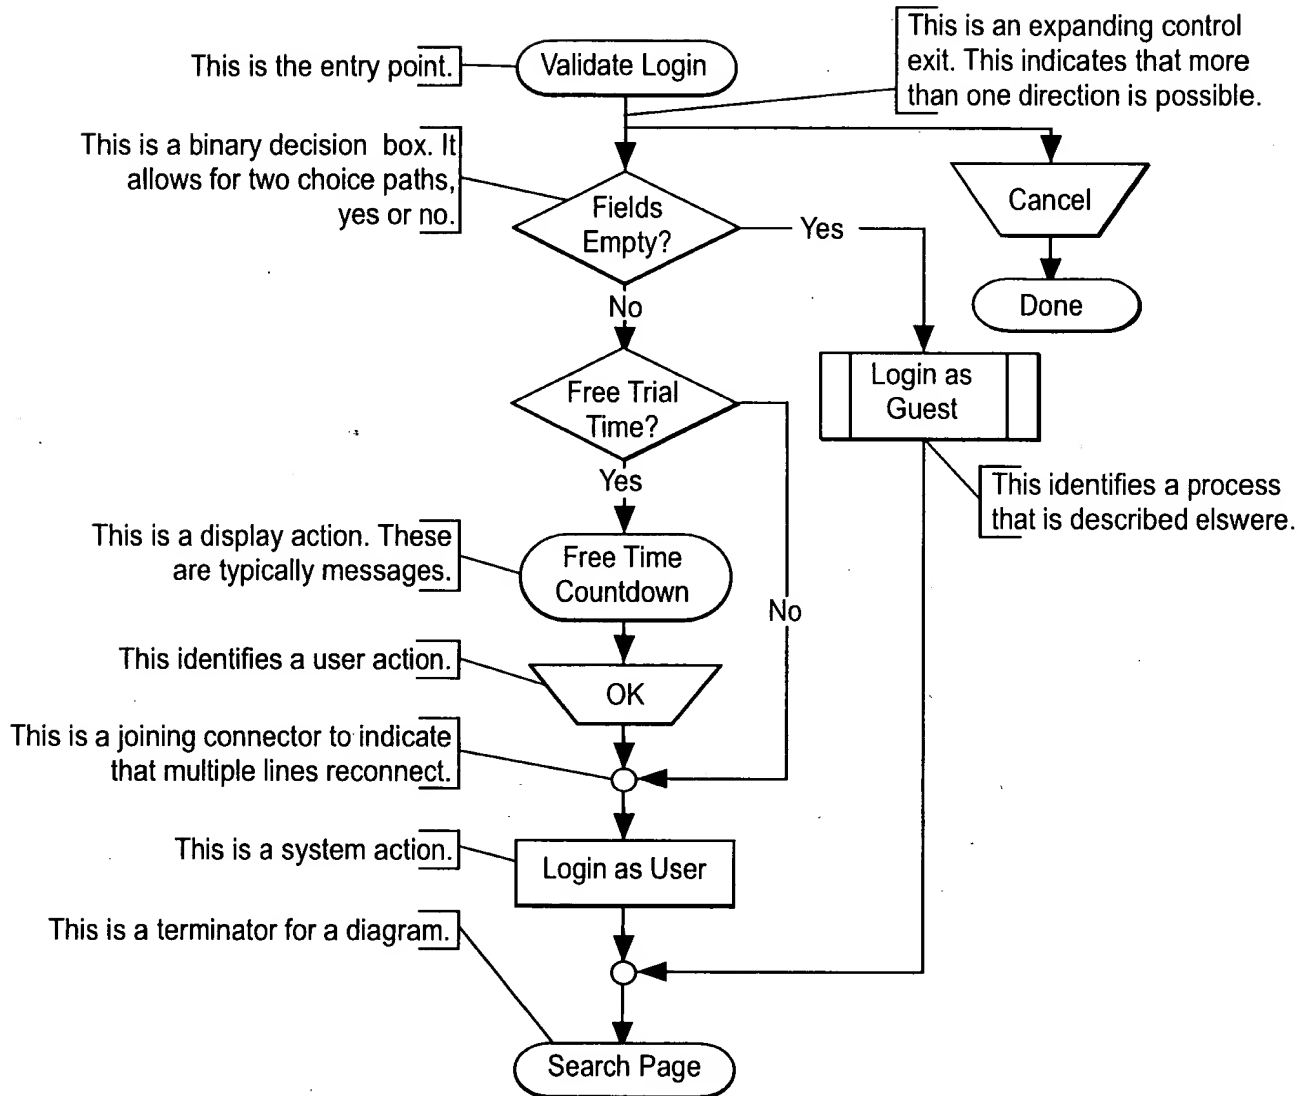 This is an expanding control
exit. This indicates that more
than one direction is possible.
This is the entry point.
Validate Login
This is a binary decision box. It
allows for two choice paths,
yes or no.
Fields
Empty?
Yes
Cancel
Done
No
Free Trial
Time?
Login as
Guest
Yes
This identifies a process
that is described elswere.
This is a display action. These
are typically messages.
Free Time
Countdown
No
This identifies a user action.
OK
This is a joining connector to indicate
that multiple lines reconnect.
This is a system action.
Login as User
This is a terminator for a diagram.
Search Page